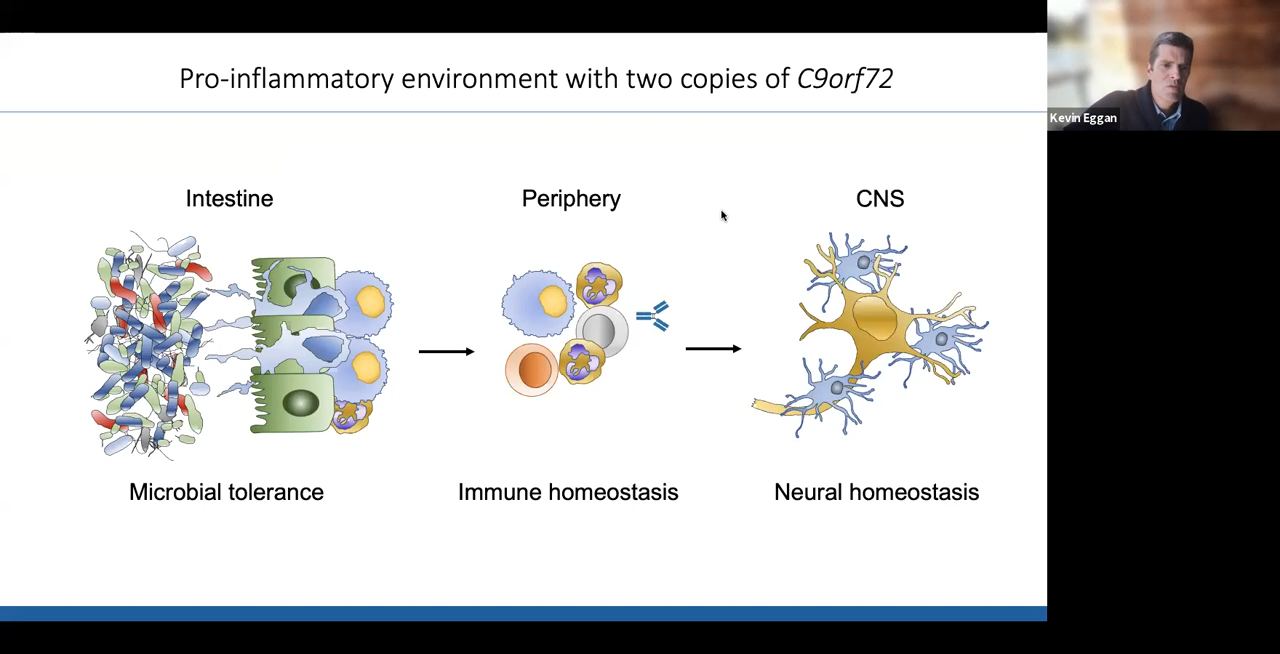 Pro-inflammatory environment with two copies of C9orf72
Kevin Eggan
Intestine
Periphery
CNS
Microbial tolerance
Immune homeostasis
Neural homeostasis